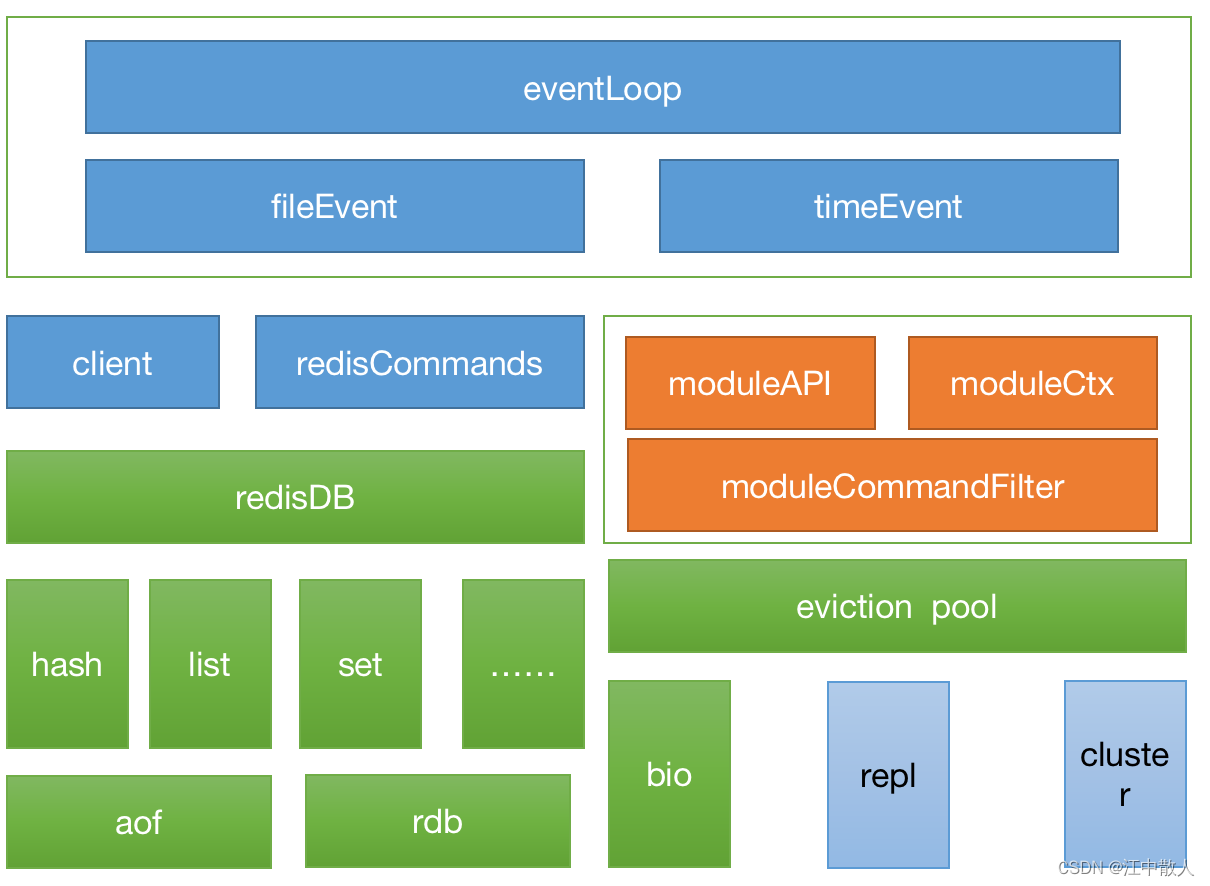 eventLoop
fileEvent
timeEvent
client
redisCommands
moduleAPI
moduleCtx
moduleCommandFilter
redisDB
eviction pool
hash
list
set
......
bio
repl
cluste
r
aof
rdb
CSDN @汪中散人